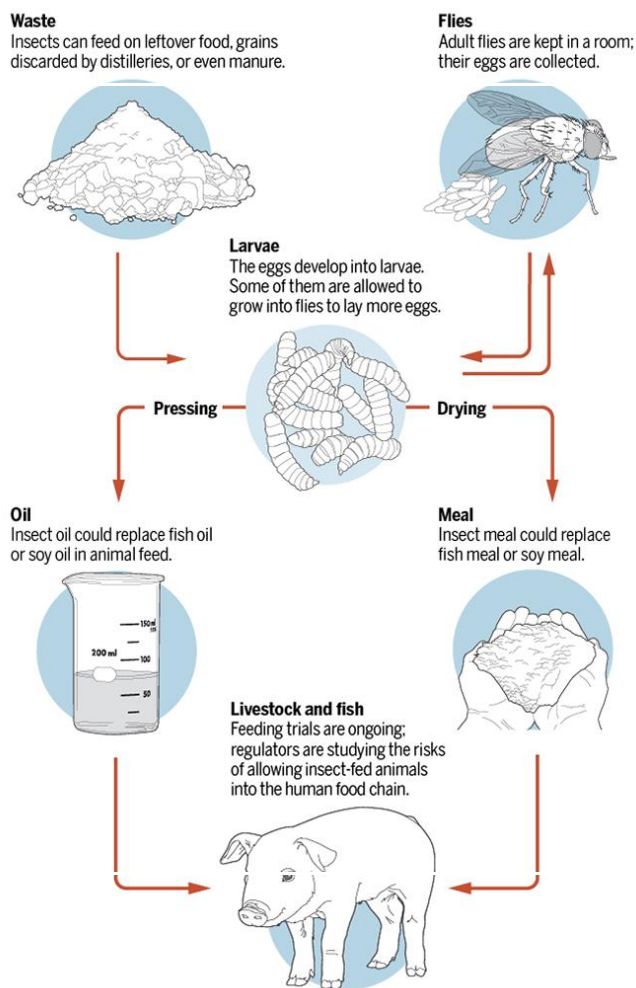 Waste
Insects can feed on leftover food, grains
discarded by distilleries, or even manure.
Flies
Adult flies are kept in a room;
their eggs are collected.
Larvae
The eggs develop into larvae.
Some of them are allowed to
grow into flies to lay more eggs.
Pressing
Drying
Oil
Insect oil could replace fish oil
or soy oil in animal feed.
Meal
Insect meal could replace
fish meal or soy meal.
150 ml
200 ml
100
50
Livestock and fish
Feeding trials are ongoing;
regulators are studying the risks
of allowing insect-fed animals
into the human food chain.